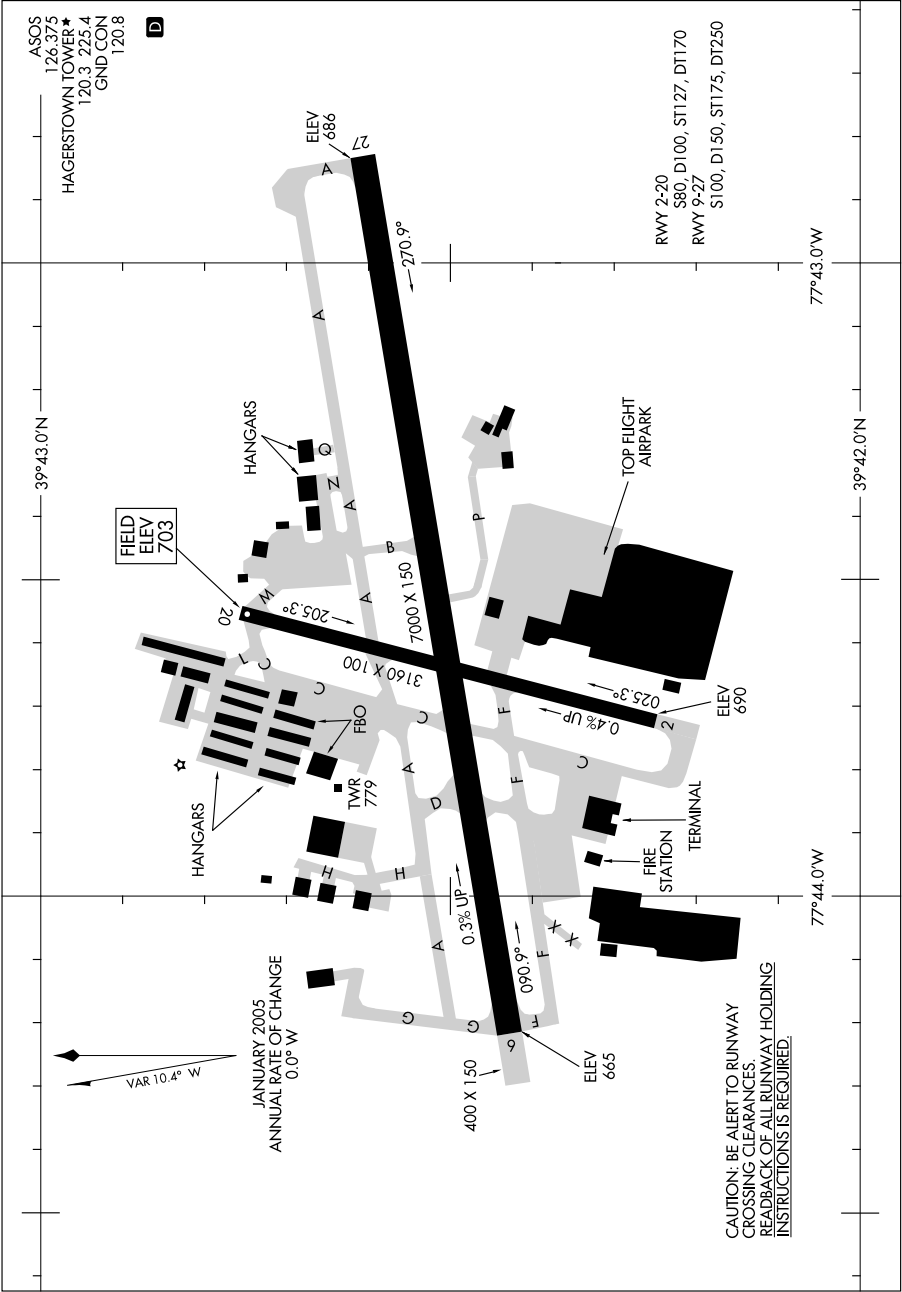 ASOS
126.375
HAGERSTOWN TOWER★
120.3 225.4
GND CON
120.8
D
39°43.0'N
39°42.0'N
77°43.0'W
77°44.0'W
JANUARY 2005
ANNUAL RATE OF CHANGE
0.0° W
VAR 10.4° W
FIELD
ELEV
703
HANGARS
HANGARS
FBO
TWR
779
ELEV
686
27
270.9°
20
205.3°
3160 X 100
7000 X 150
025.3°
0.4% UP
2
ELEV
690
0.3% UP
090.9°
9
ELEV
665
400 X 150
TOP FLIGHT
AIRPARK
TERMINAL
FIRE
STATION
A
A
A
A
A
A
B
C
C
C
C
D
F
F
F
F
G
G
H
H
L
M
P
Q
Z
X
X
RWY 2-20
S80, D100, ST127, DT170
RWY 9-27
S100, D150, ST175, DT250
CAUTION: BE ALERT TO RUNWAY
CROSSING CLEARANCES.
READBACK OF ALL RUNWAY HOLDING
INSTRUCTIONS IS REQUIRED.